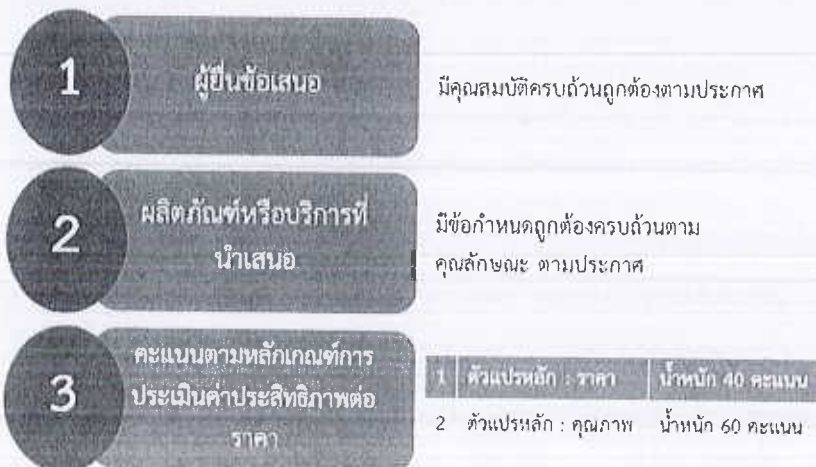 1
ผู้ยื่นข้อเสนอ
มีคุณสมบัติครบถ้วนถูกต้องตามประกาศ
2
ผลิตภัณฑ์หรือบริการที่
นำเสนอ
มีข้อกำหนดถูกต้องครบถ้วนตาม
คุณลักษณะ ตามประกาศ
3
คะแนนตามหลักเกณฑ์การ
ประเมินค่าประสิทธิภาพต่อ
ราคา
1 ตัวแปรหลัก : ราคา น้ำหนัก 40 คะแนน
2 ตัวแปรหลัก : คุณภาพ น้ำหนัก 60 คะแนน